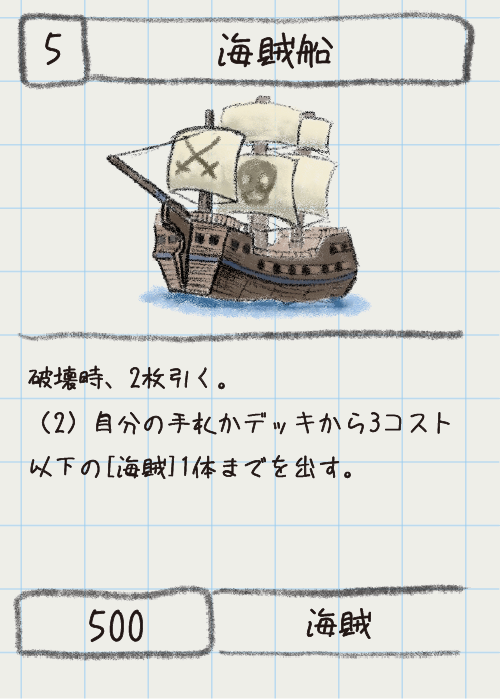 5
海賊船
破壊時、2枚引く。
（2）自分の手札かデッキから3コスト
以下の[海賊]1体までを出す。
500
海賊